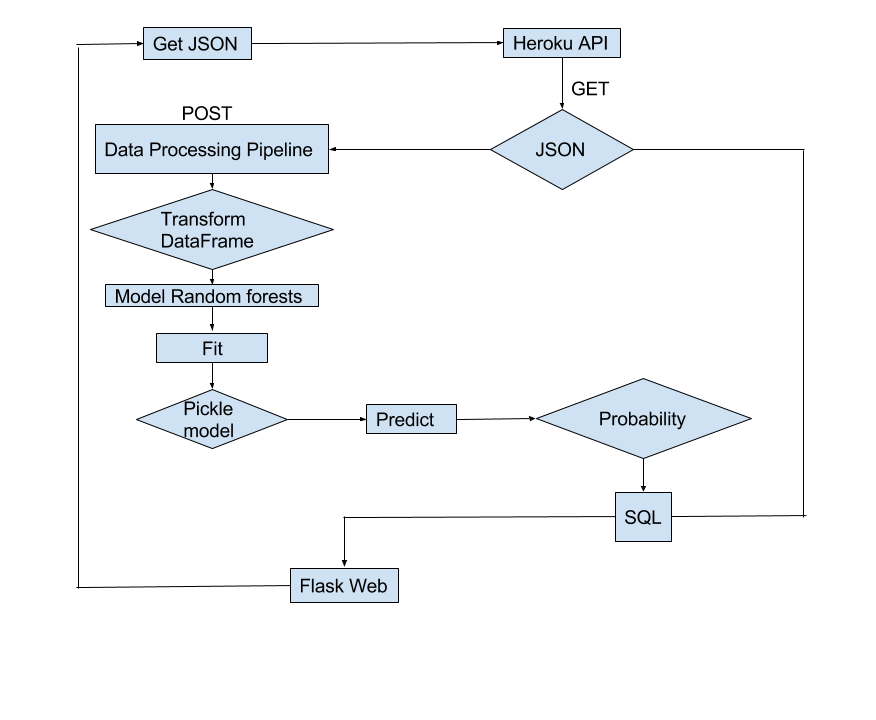 Get JSON
Heroku API
GET
POST
Data Processing Pipeline
JSON
Transform
DataFrame
Model Random forests
Fit
Pickle
model
Predict
Probability
SQL
Flask Web